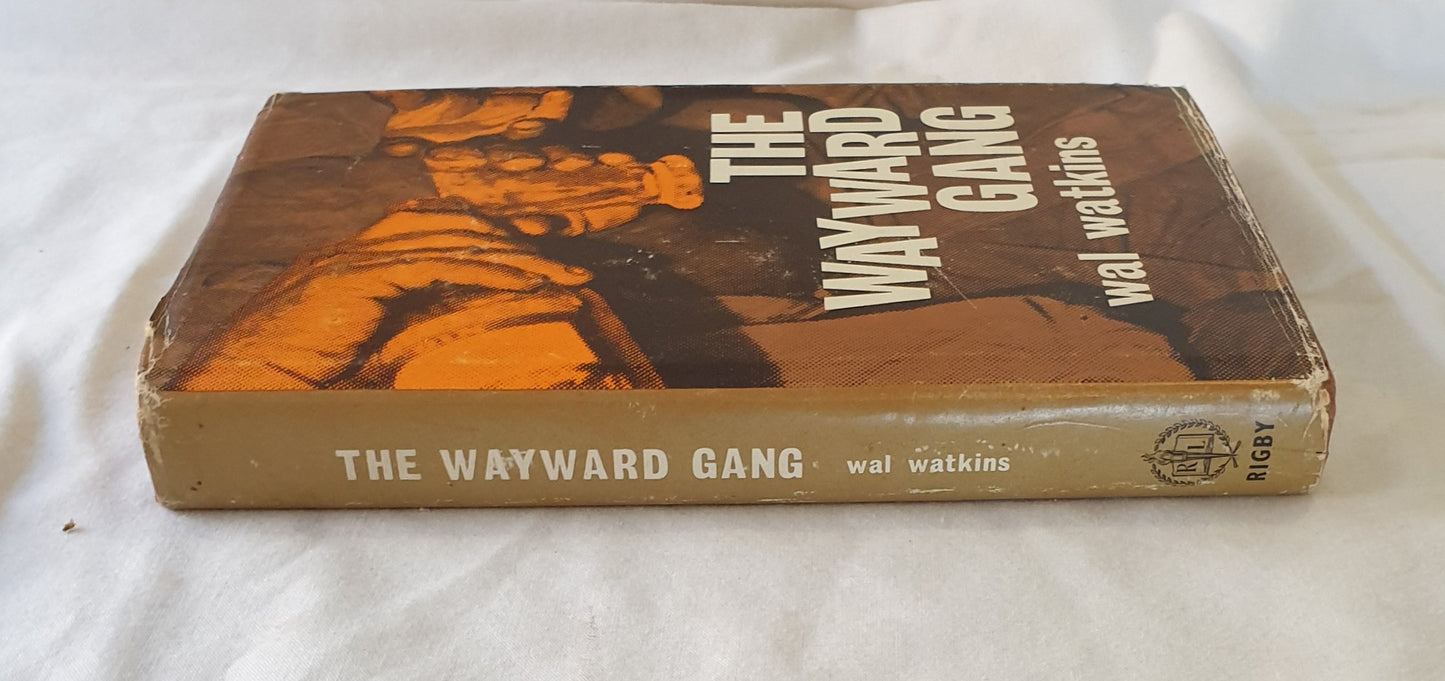 THE
WAYWARD
GANG
wal watkins
THE WAYWARD GANG wal watkins
R L
RIGBY